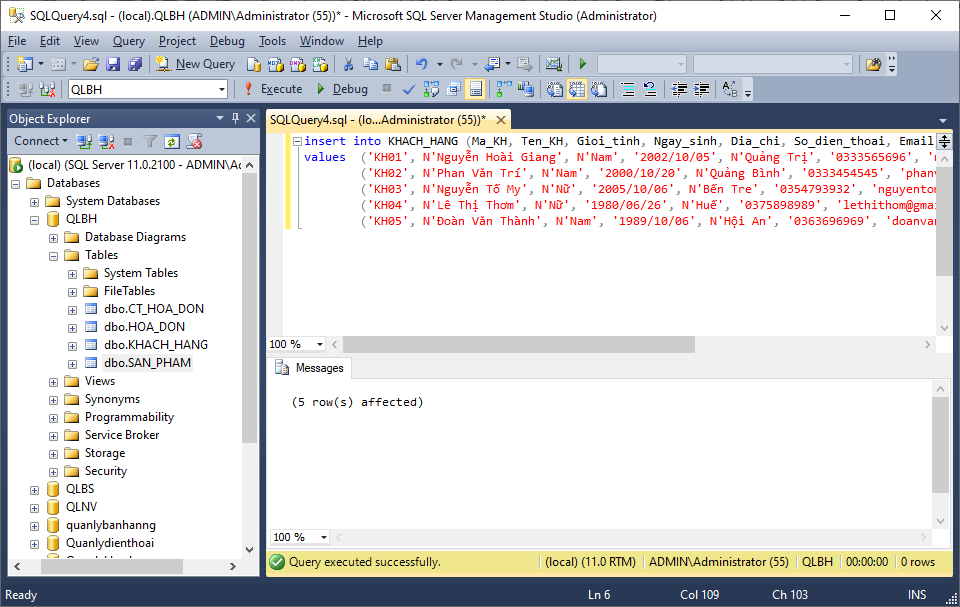 SQLQuery4.sql - (local).QLBH (ADMIN\Administrator (55))* - Microsoft SQL Server Management Studio (Administrator)
File Edit View Query Project Debug Tools Window Help
New Query
QLBH Execute Debug
Object Explorer
Connect
(local) (SQL Server 11.0.2100 - ADMIN\Ac
Databases
System Databases
QLBH
Database Diagrams
Tables
System Tables
FileTables
dbo.CT_HOA_DON
dbo.HOA_DON
dbo.KHACH_HANG
dbo.SAN_PHAM
Views
Synonyms
Programmability
Service Broker
Storage
Security
QLBS
QLNV
quanlybanhanng
Quanlydienthoai
SQLQuery4.sql - (lo...Administrator (55))*
insert into KHACH_HANG (Ma_KH, Ten_KH, Gioi_tinh, Ngay_sinh, Dia_chi, So_dien_thoai, Email
values ('KH01', N'Nguyễn Hoài Giang', N'Nam', '2002/10/05', N'Quảng Trị', '0333565696',
('KH02', N'Phan Văn Trí', N'Nam', '2000/10/20', N'Quảng Bình', '0333454545', 'phanv
('KH03', N'Nguyễn Tố My', N'Nữ', '2005/10/06', N'Bến Tre', '0354793932', 'nguyenton
('KH04', N'Lê Thị Thơm', N'Nữ', '1980/06/26', N'Huế', '0375898989', 'lethithom@gmai
('KH05', N'Đoàn Văn Thành', N'Nam', '1989/10/06', N'Hội An', '0363696969', 'doanvan
100 %
Messages
(5 row(s) affected)
100 %
Query executed successfully. (local) (11.0 RTM) ADMIN\Administrator (55) QLBH 00:00:00 0 rows
Ready Ln 6 Col 109 Ch 103 INS